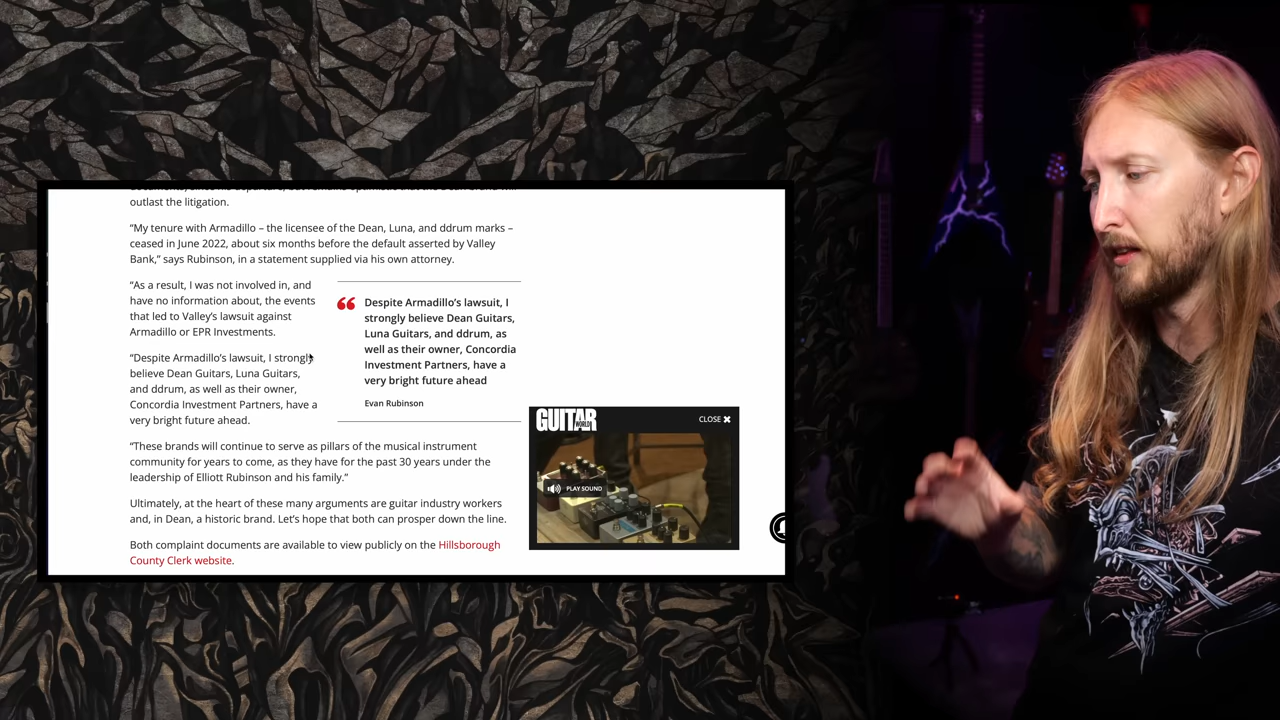 outlast the litigation.
“My tenure with Armadillo – the licensee of the Dean, Luna, and ddrum marks –
ceased in June 2022, about six months before the default asserted by Valley
Bank,” says Rubinson, in a statement supplied via his own attorney.
“As a result, I was not involved in, and
have no information about, the events
that led to Valley’s lawsuit against
Armadillo or EPR Investments.
“Despite Armadillo’s lawsuit, I strongly
believe Dean Guitars, Luna Guitars,
and ddrum, as well as their owner,
Concordia Investment Partners, have a
very bright future ahead.
Despite Armadillo’s lawsuit, I
strongly believe Dean Guitars,
Luna Guitars, and ddrum, as
well as their owner, Concordia
Investment Partners, have a
very bright future ahead
Evan Rubinson
“These brands will continue to serve as pillars of the musical instrument
community for years to come, as they have for the past 30 years under the
leadership of Elliott Rubinson and his family.”
Ultimately, at the heart of these many arguments are guitar industry workers
and, in Dean, a historic brand. Let’s hope that both can prosper down the line.
Both complaint documents are available to view publicly on the Hillsborough
County Clerk website.
GUITAR WORLD
CLOSE ✖
PLAY SOUND